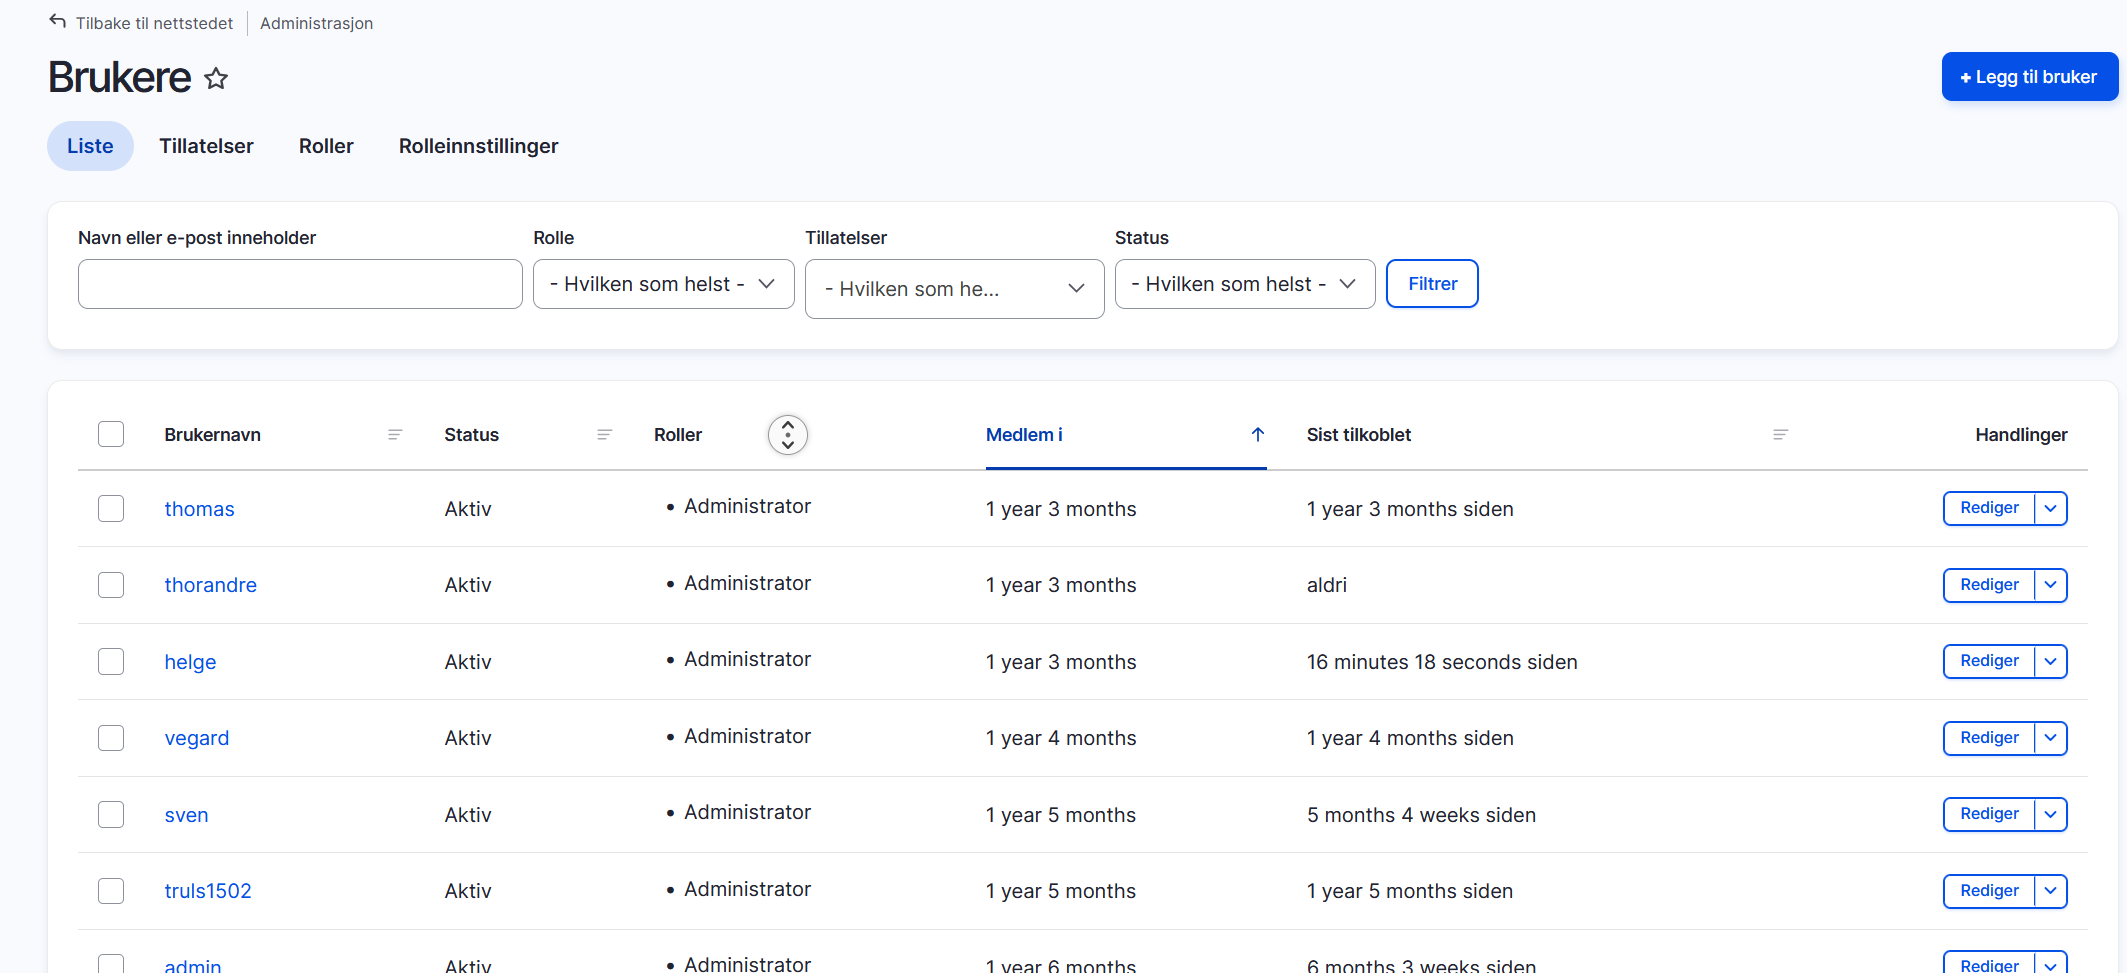 Tilbake til nettstedet Administrasjon
Brukere
+ Legg til bruker
Liste Tillatelser Roller Rolleinnstillinger
Navn eller e-post inneholder Rolle Tillatelser Status
- Hvilken som helst - - Hvilken som he... - Hvilken som helst - Filtrer
Brukernavn Status Roller Medlem i Sist tilkoblet Handlinger
thomas Aktiv • Administrator 1 year 3 months 1 year 3 months siden Rediger
thorandre Aktiv • Administrator 1 year 3 months aldri Rediger
helge Aktiv • Administrator 1 year 3 months 16 minutes 18 seconds siden Rediger
vegard Aktiv • Administrator 1 year 4 months 1 year 4 months siden Rediger
sven Aktiv • Administrator 1 year 5 months 5 months 4 weeks siden Rediger
truls1502 Aktiv • Administrator 1 year 5 months 1 year 5 months siden Rediger
admin Aktiv • Administrator 1 year 6 months 6 months 3 weeks siden Rediger